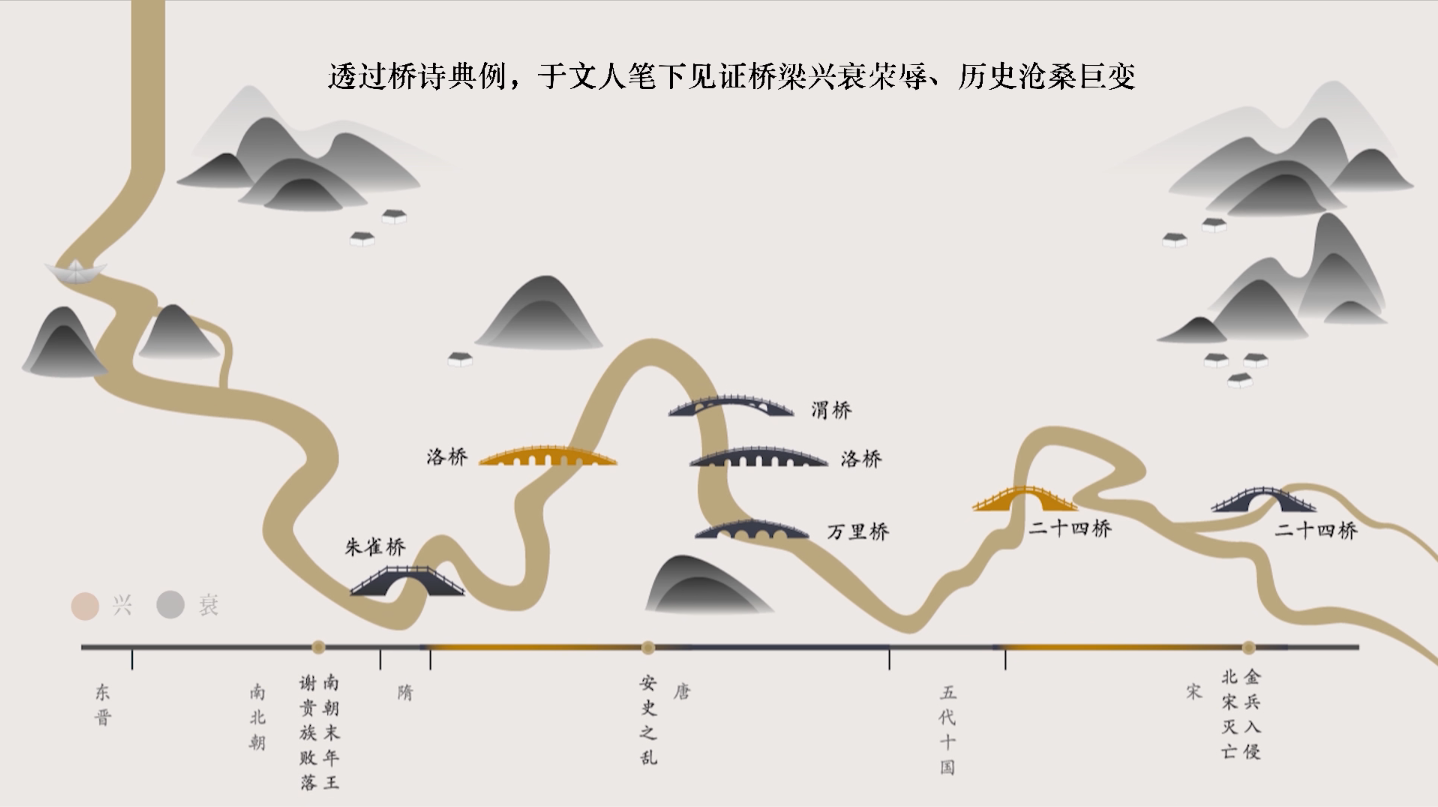 透过桥诗典例，于文人笔下见证桥梁兴衰荣辱、历史沧桑巨变
渭桥
洛桥
洛桥
万里桥
二十四桥
二十四桥
朱雀桥
兴
衰
东晋
南北朝
南朝末年王
谢贵族败落
隋
安史之乱
唐
五代十国
宋
金兵入侵
北宋灭亡